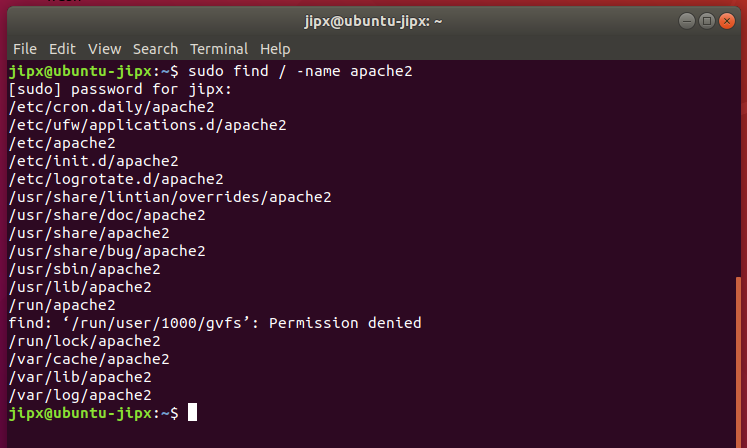 jipx@ubuntu-jipx: ~
File Edit View Search Terminal Help
jipx@ubuntu-jipx:~$ sudo find / -name apache2
[sudo] password for jipx:
/etc/cron.daily/apache2
/etc/ufw/applications.d/apache2
/etc/apache2
/etc/init.d/apache2
/etc/logrotate.d/apache2
/usr/share/lintian/overrides/apache2
/usr/share/doc/apache2
/usr/share/apache2
/usr/share/bug/apache2
/usr/sbin/apache2
/usr/lib/apache2
/run/apache2
find: ‘/run/user/1000/gvfs’: Permission denied
/run/lock/apache2
/var/cache/apache2
/var/lib/apache2
/var/log/apache2
jipx@ubuntu-jipx:~$